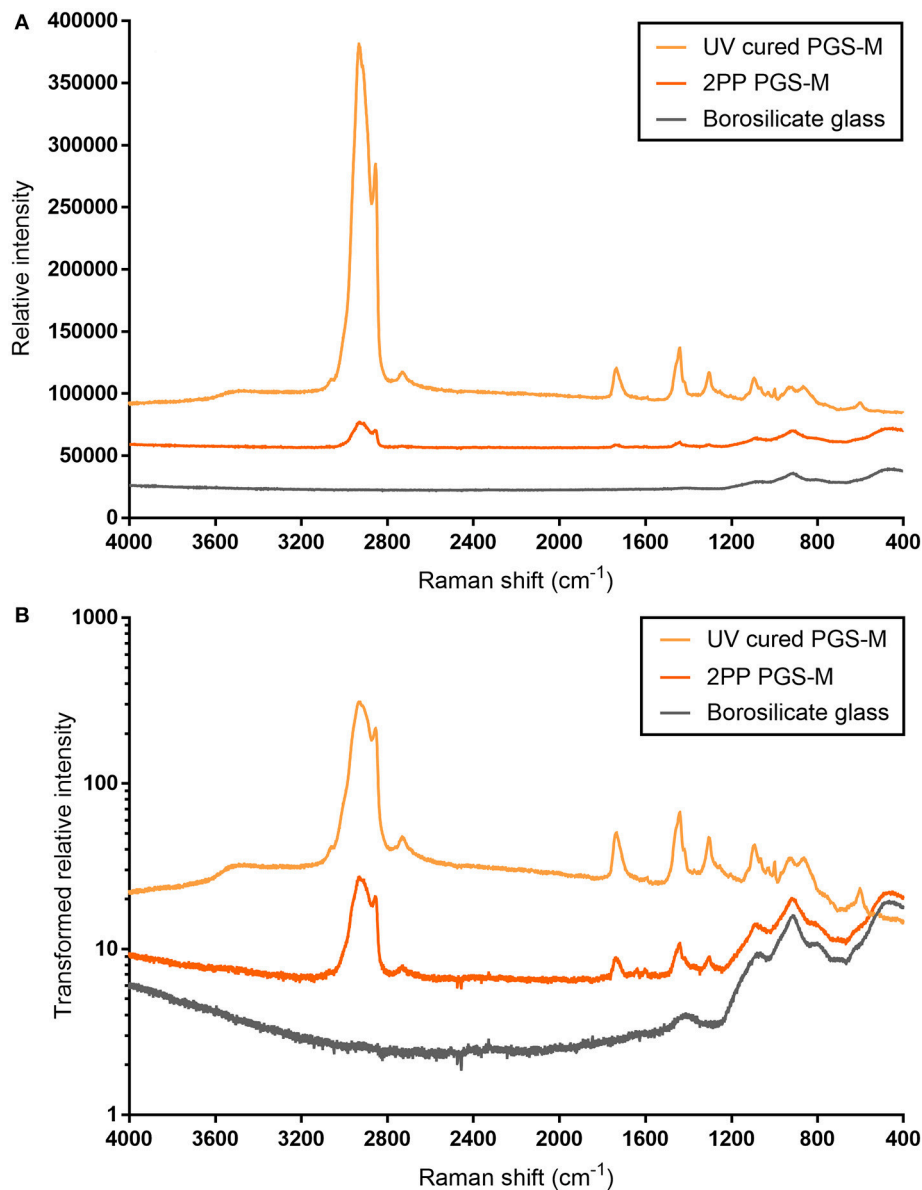 A
400000
350000
300000
250000
200000
150000
100000
50000
0
Relative intensity
UV cured PGS-M
2PP PGS-M
Borosilicate glass
4000 3600 3200 2800 2400 2000 1600 1200 800 400
Raman shift (cm⁻¹)
B
1000
100
10
1
Transformed relative intensity
UV cured PGS-M
2PP PGS-M
Borosilicate glass
4000 3600 3200 2800 2400 2000 1600 1200 800 400
Raman shift (cm⁻¹)